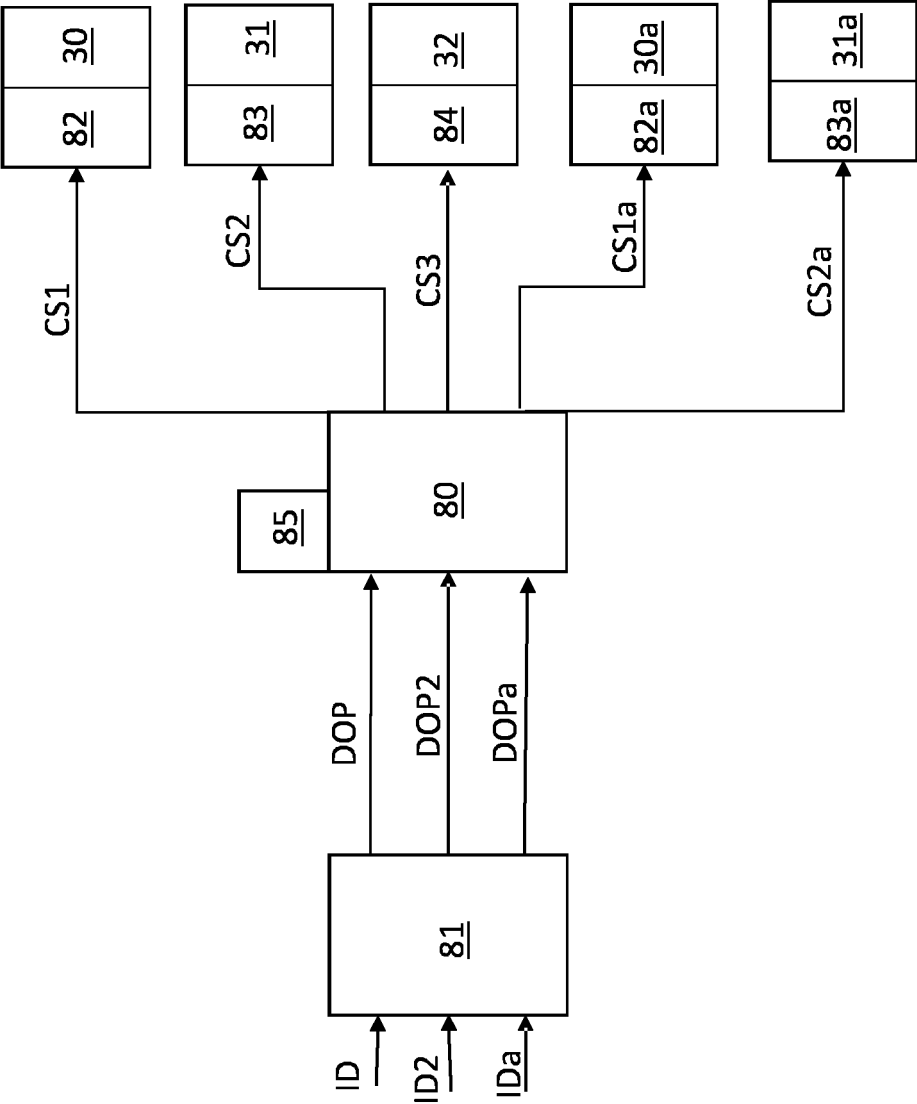 30
82
31
83
32
84
30a
82a
31a
83a
CS1
CS2
CS3
CS1a
CS2a
85
80
DOP
DOP2
DOPa
81
ID
ID2
IDa